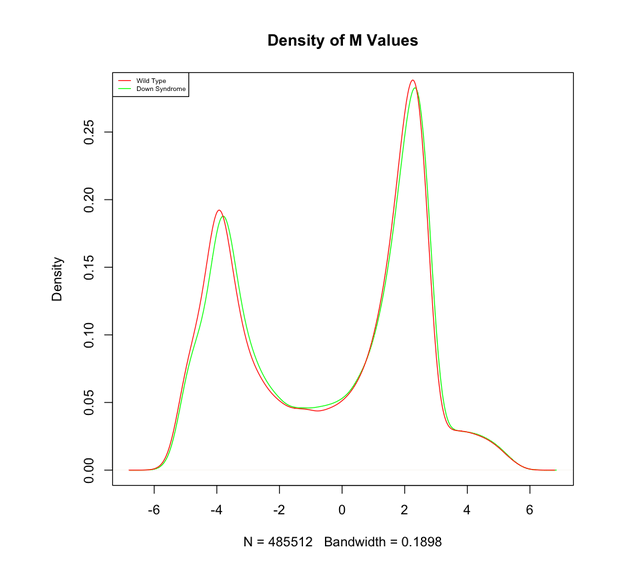 Density of M Values
Wild Type
Down Syndrome
Density
0.25
0.20
0.15
0.10
0.05
0.00
-6 -4 -2 0 2 4 6
N = 485512 Bandwidth = 0.1898